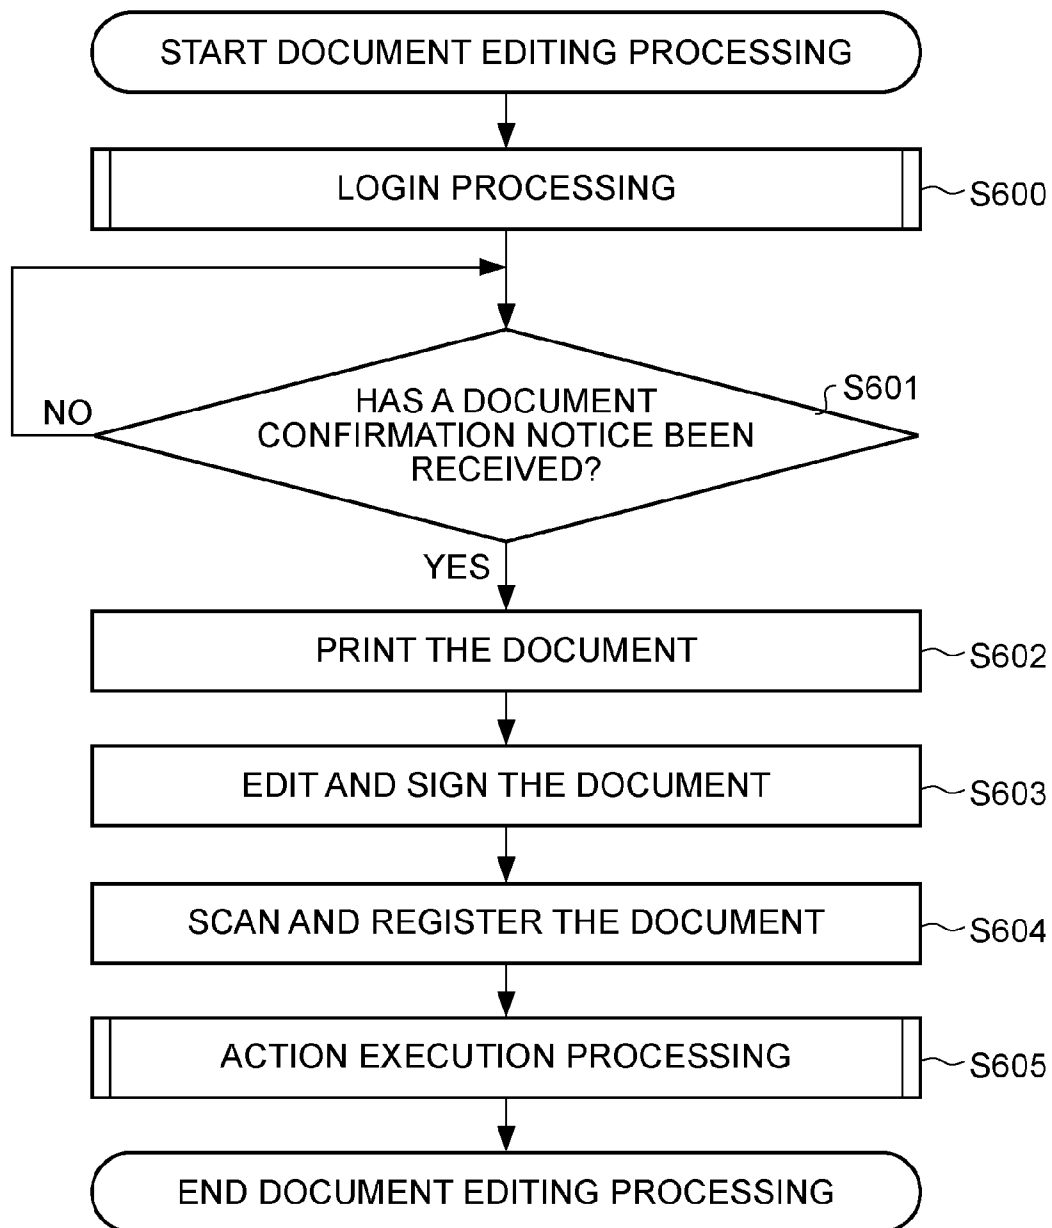 START DOCUMENT EDITING PROCESSING
LOGIN PROCESSING
S600
HAS A DOCUMENT
CONFIRMATION NOTICE BEEN
RECEIVED?
S601
NO
YES
PRINT THE DOCUMENT
S602
EDIT AND SIGN THE DOCUMENT
S603
SCAN AND REGISTER THE DOCUMENT
S604
ACTION EXECUTION PROCESSING
S605
END DOCUMENT EDITING PROCESSING